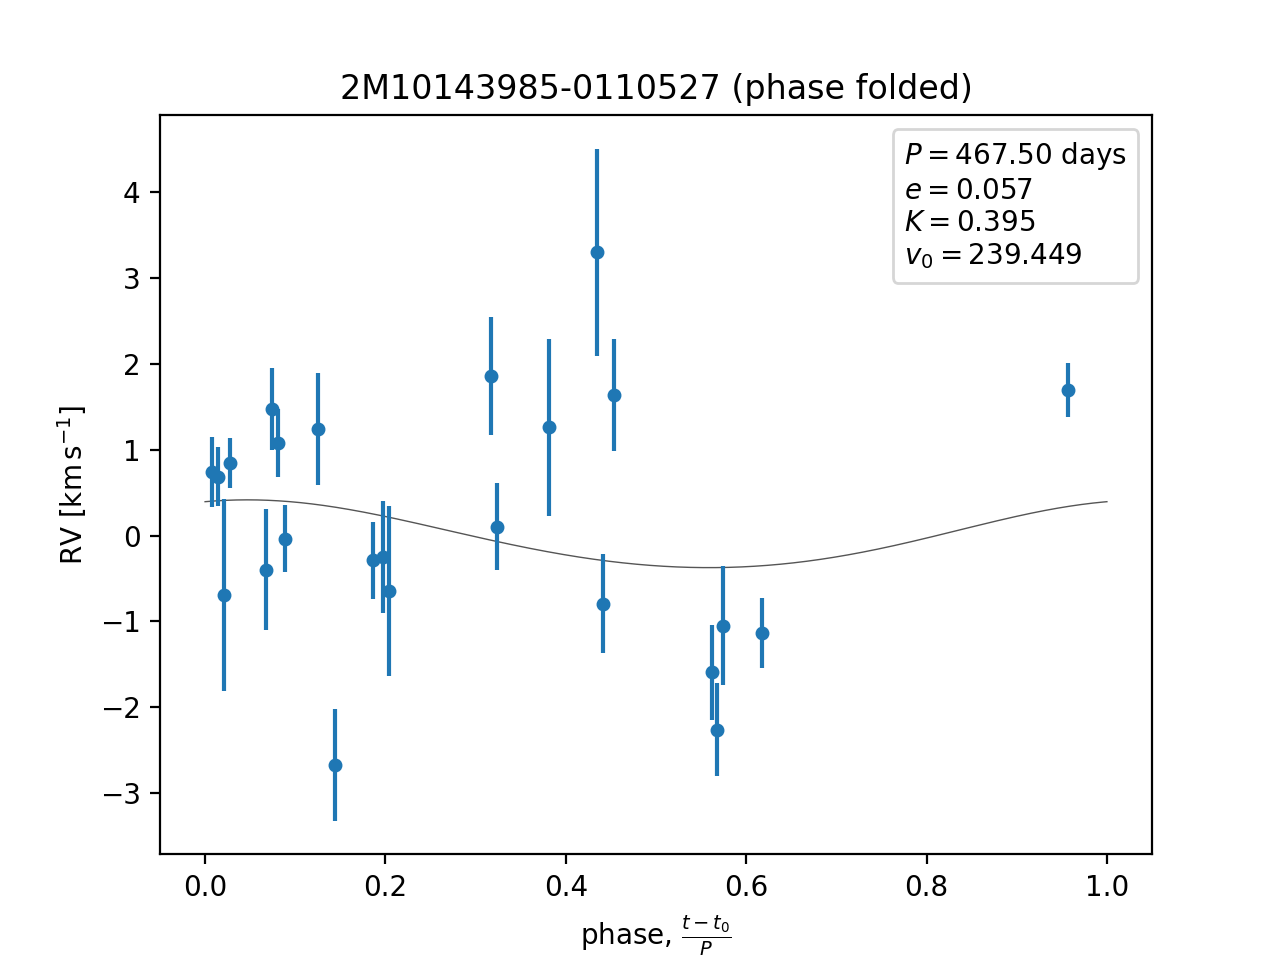 2M10143985-0110527 (phase folded)
P = 467.50 days
e = 0.057
K = 0.395
v₀ = 239.449
4
3
2
1
0
−1
−2
−3
RV [km s⁻¹]
0.0 0.2 0.4 0.6 0.8 1.0
phase, (t − t₀)/P